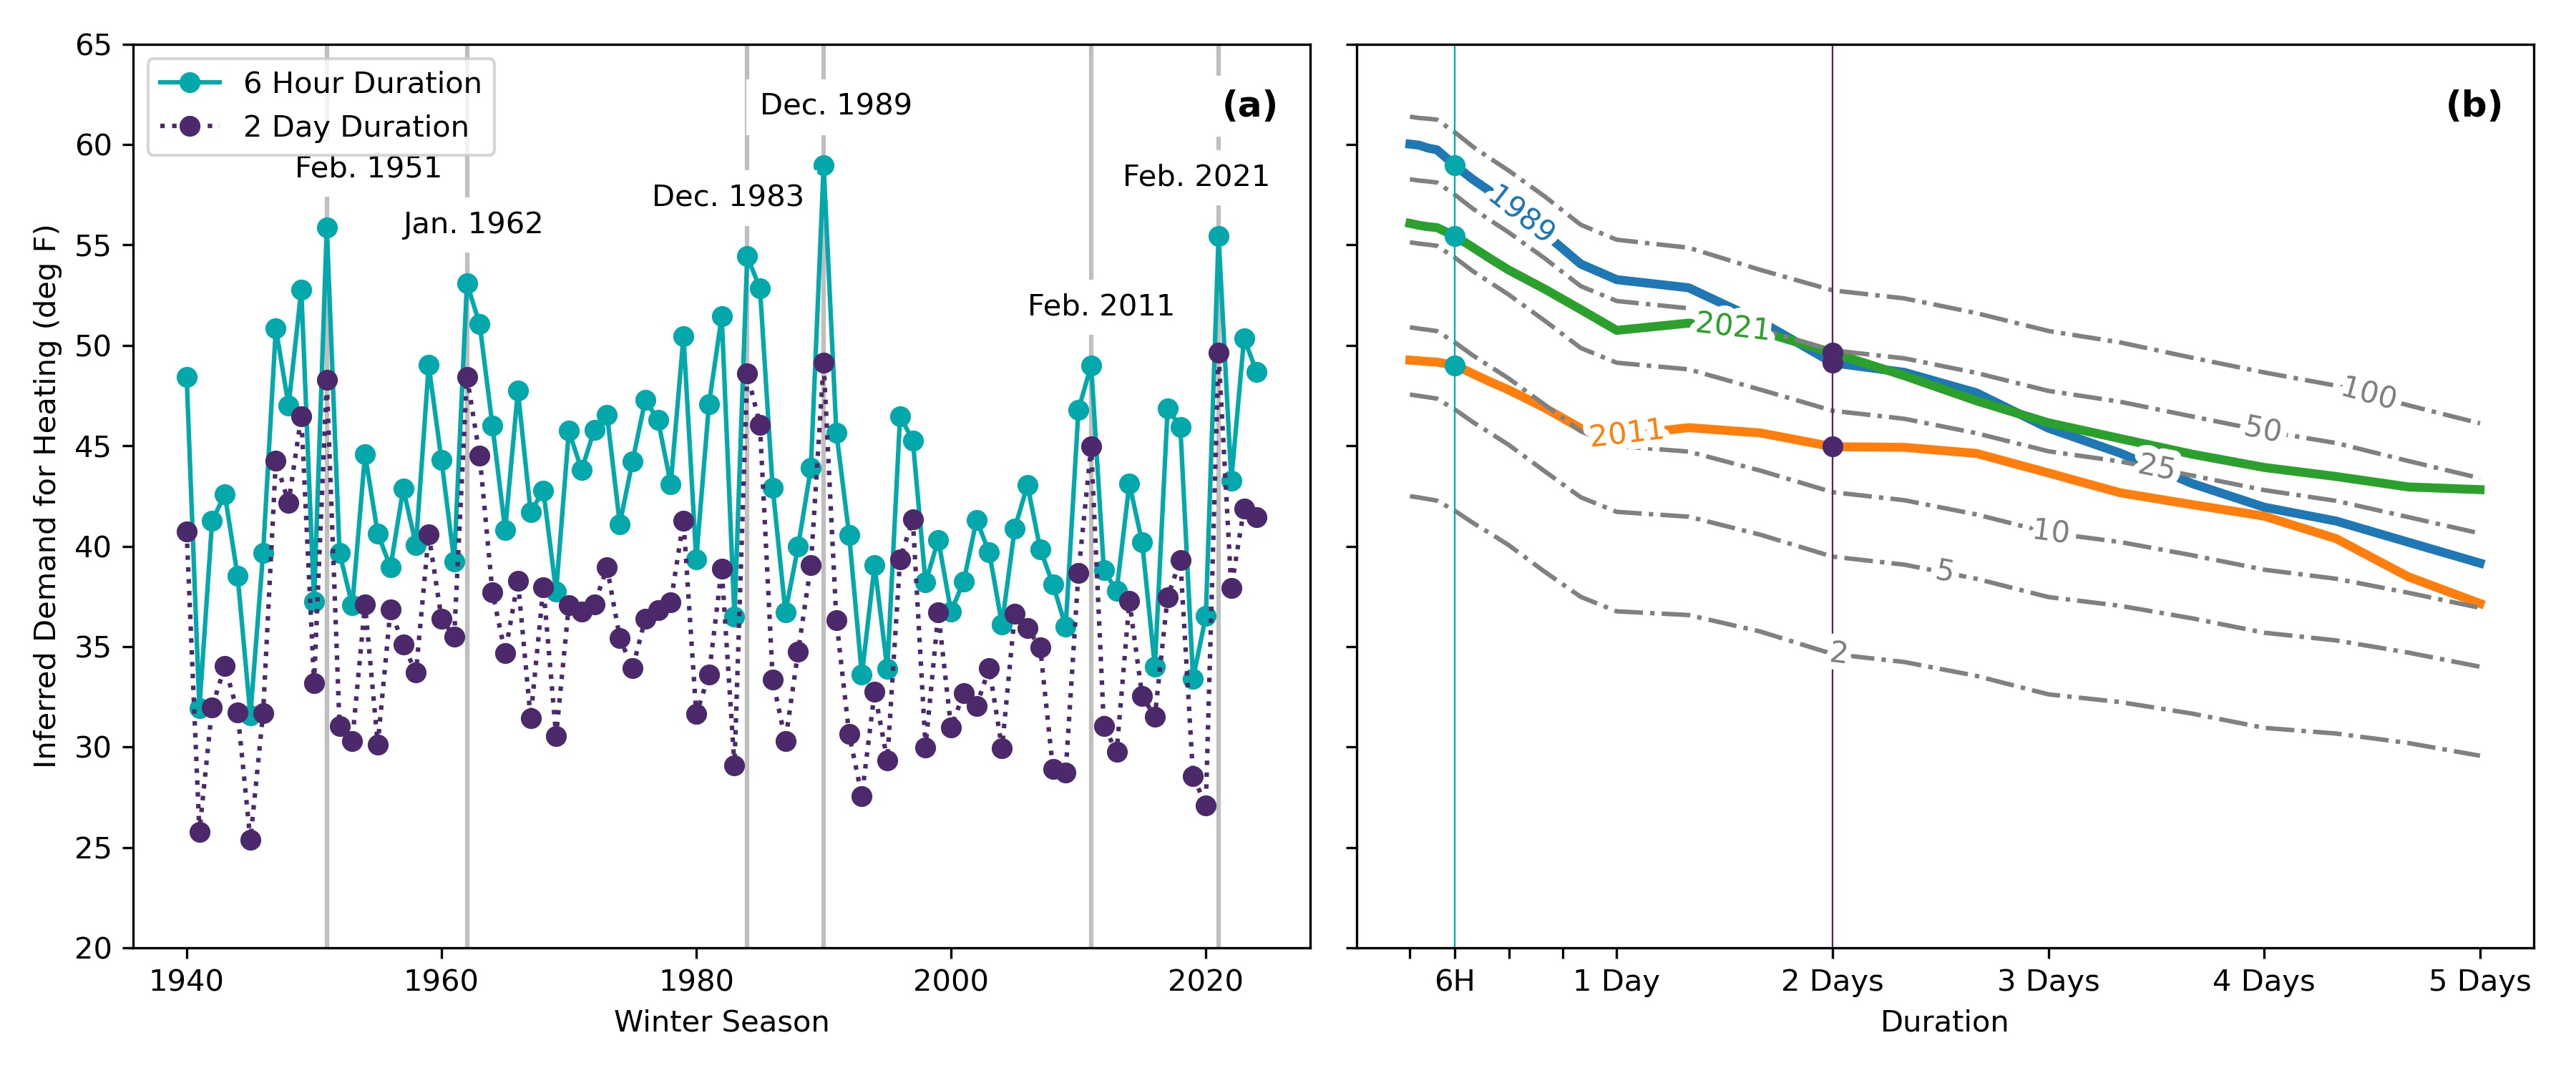 65
60
55
50
45
40
35
30
25
20
Inferred Demand for Heating (deg F)
6 Hour Duration
2 Day Duration
Feb. 1951
Jan. 1962
Dec. 1983
Dec. 1989
Feb. 2011
Feb. 2021
(a)
1940
1960
1980
2000
2020
Winter Season
(b)
1989
2021
2011
100
50
25
10
5
2
6H
1 Day
2 Days
3 Days
4 Days
5 Days
Duration